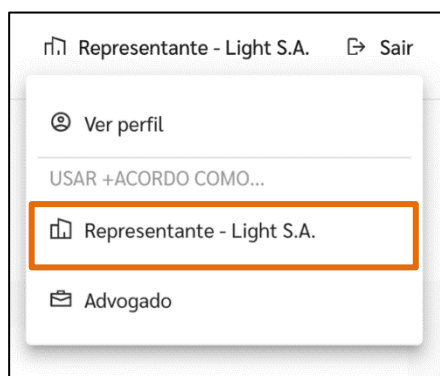 Representante - Light S.A. Sair
Ver perfil
USAR +ACORDO COMO...
Representante - Light S.A.
Advogado